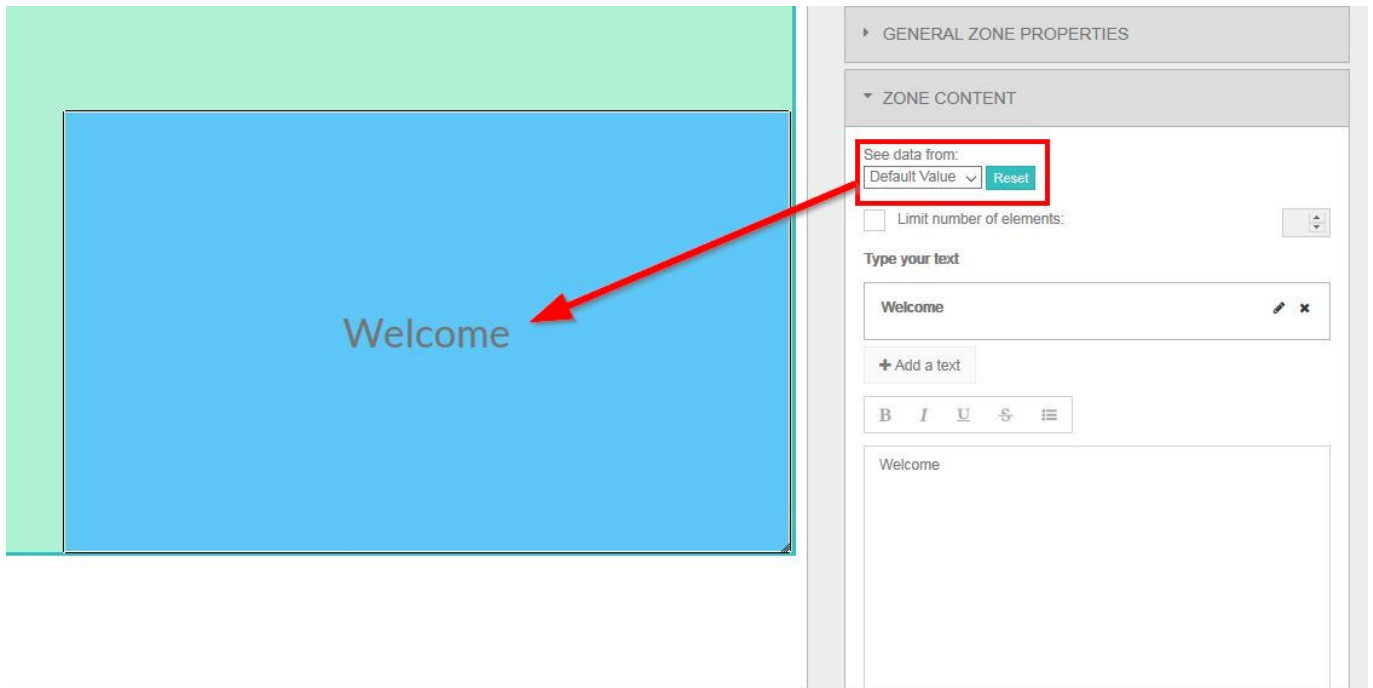 GENERAL ZONE PROPERTIES
ZONE CONTENT
See data from:
Default Value Reset
Limit number of elements:
Type your text
Welcome
Welcome
Add a text
B I U S
Welcome